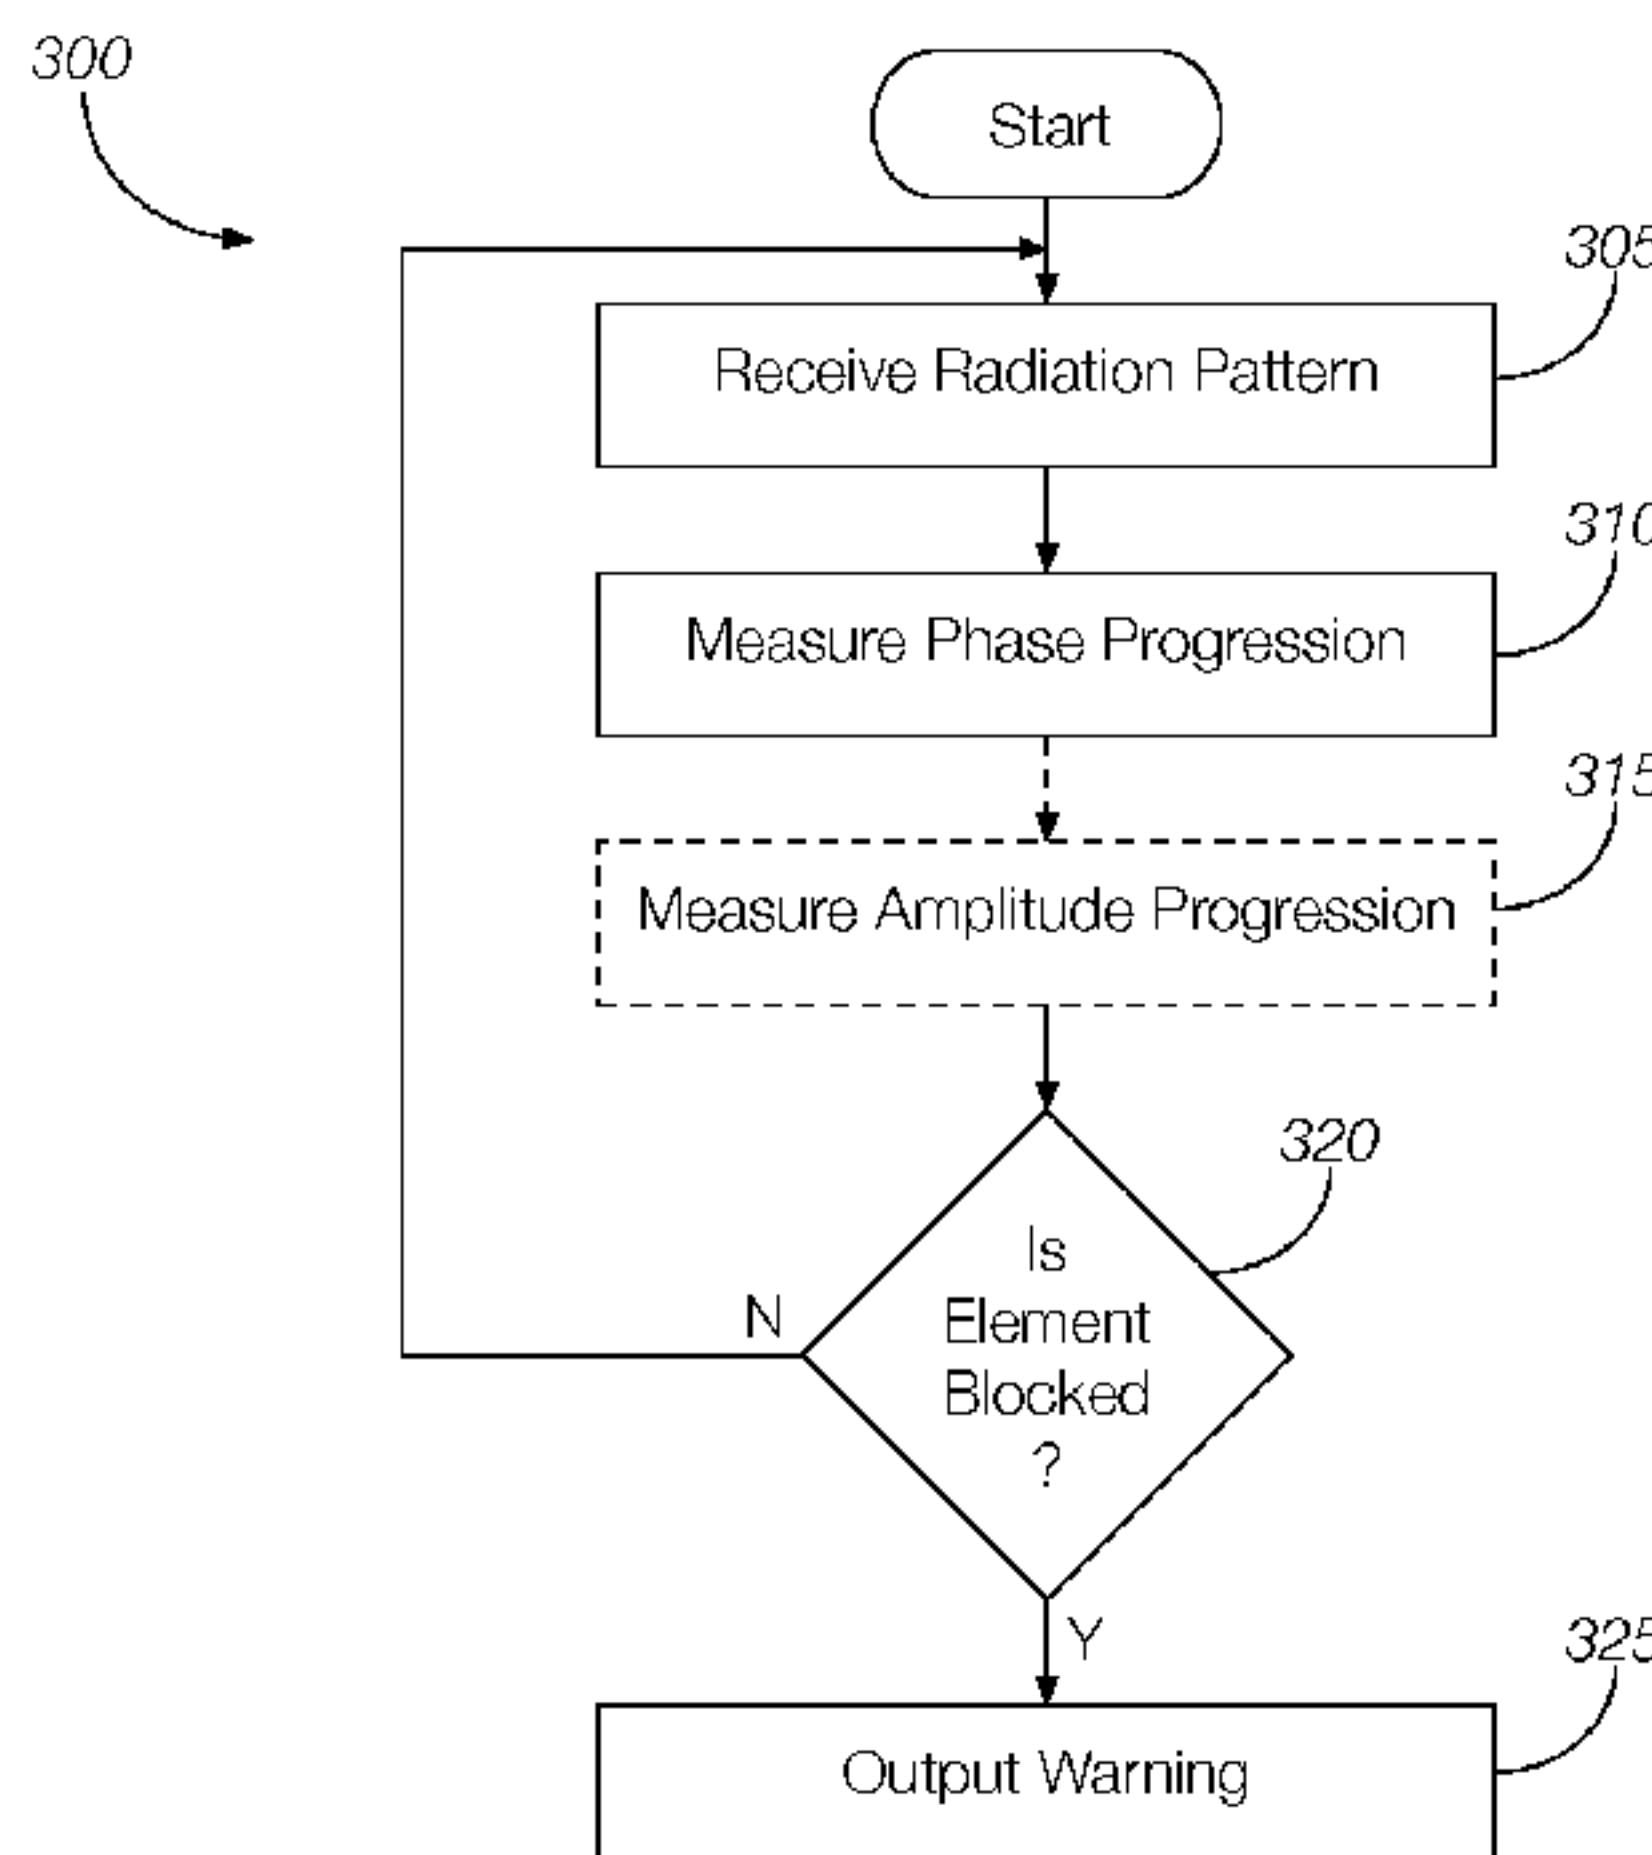 300
Start
305
Receive Radiation Pattern
310
Measure Phase Progression
315
Measure Amplitude Progression
320
Is
Element
Blocked
?
N
Y
325
Output Warning